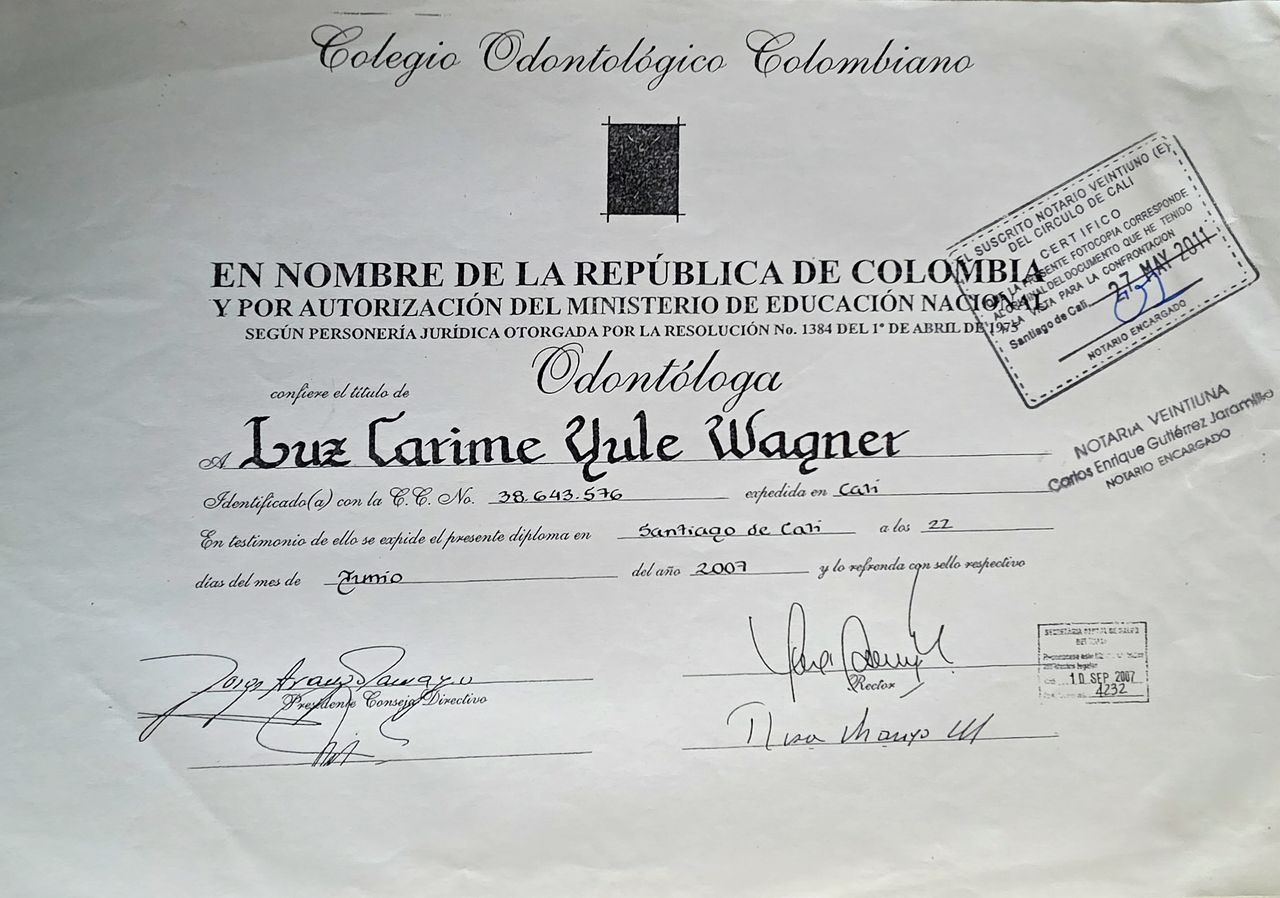 Colegio Odontológico Colombiano
EN NOMBRE DE LA REPÚBLICA DE COLOMBIA
Y POR AUTORIZACIÓN DEL MINISTERIO DE EDUCACIÓN NACIONAL
SEGÚN PERSONERÍA JURÍDICA OTORGADA POR LA RESOLUCIÓN No. 1384 DEL 1º DE ABRIL DE 1975
confiere el título de Odontóloga
A Luz Carime Yule Wagner
Identificado(a) con la C.C. No. 38.643.576 expedida en Cali
En testimonio de ello se expide el presente diploma en Santiago de Cali a los 22
días del mes de Junio del año 2007 y lo refrenda con sello respectivo
Presidente Consejo Directivo
Rector
EL SUSCRITO NOTARIO VEINTIUNO (E)
DEL CIRCULO DE CALI
CERTIFICO
QUE LA PRESENTE FOTOCOPIA CORRESPONDE
AL ORIGINAL DEL DOCUMENTO QUE HE TENIDO
A LA VISTA PARA LA CONFRONTACION
Santiago de Cali 27 MAY 2011
NOTARIO ENCARGADO
NOTARIA VEINTIUNA
Carlos Enrique Gutiérrez Jaramillo
NOTARIO ENCARGADO
10 SEP. 2007
4232